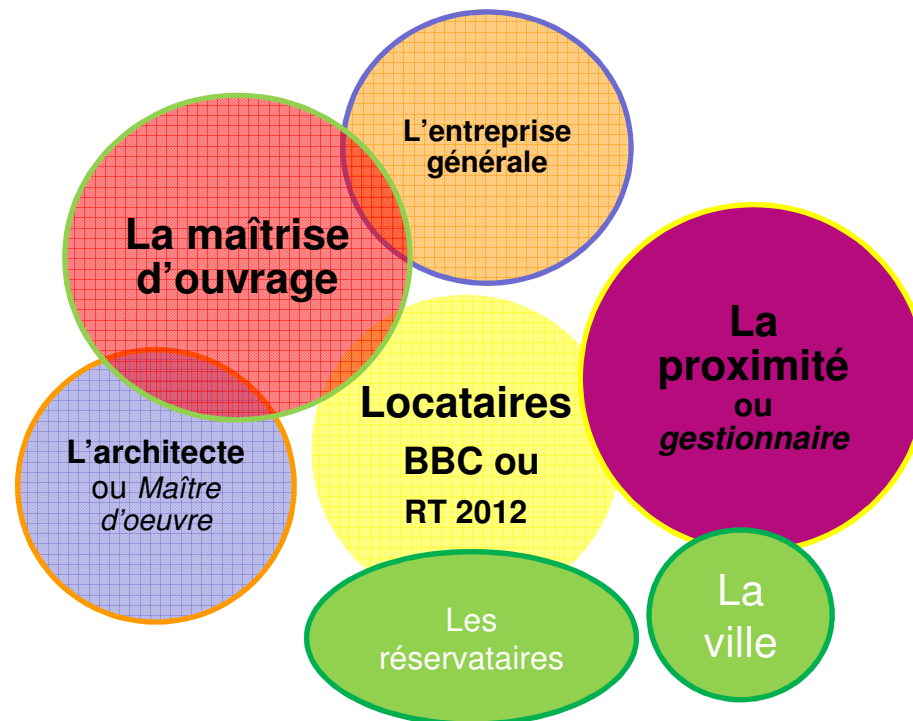 L'entreprise
générale
La maîtrise
d'ouvrage
La
proximité
ou
gestionnaire
Locataires
BBC ou
RT 2012
L'architecte
ou Maître
d'oeuvre
Les
réservataires
La
ville